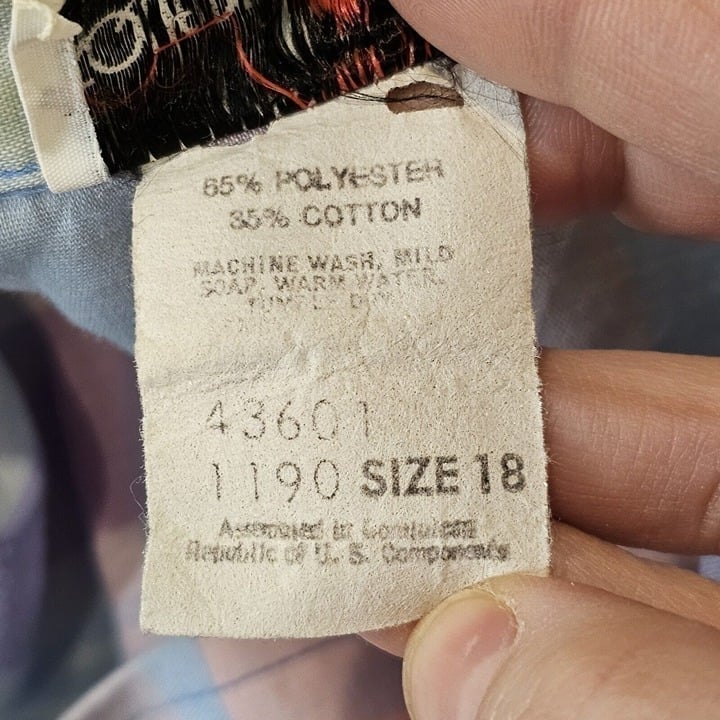 65% POLYESTER
35% COTTON
MACHINE WASH, MILD
SOAP, WARM WATER,
TUMBLE DRY
43601
1190 SIZE 18
Assembled in Dominican
Republic of U. S. Components